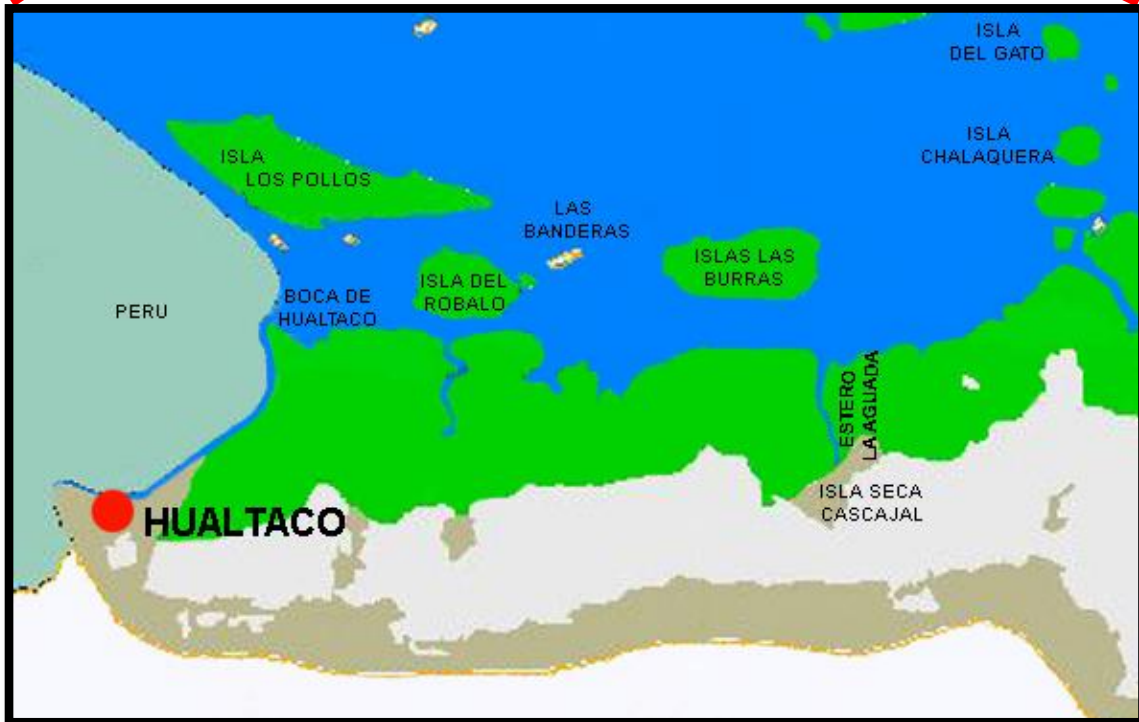 ISLA
DEL GATO
ISLA
CHALAQUERA
ISLA
LOS POLLOS
LAS
BANDERAS
ISLAS LAS
BURRAS
ISLA DEL
ROBALO
BOCA DE
HUALTACO
PERU
ESTERO
LA AGUADA
ISLA SECA
CASCAJAL
HUALTACO